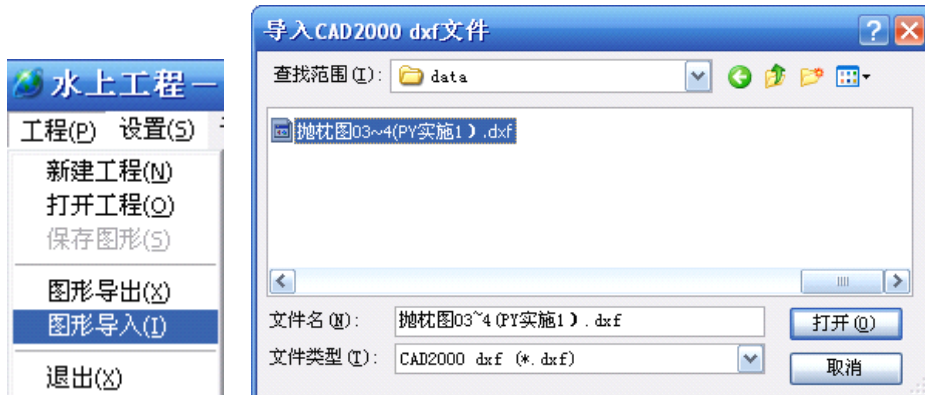 水上工程—
工程(P) 设置(S)
新建工程(N)
打开工程(O)
保存图形(S)
图形导出(X)
图形导入(I)
退出(X)
导入CAD2000 dxf文件
查找范围(I): data
抛枕图03~4(PY实施1）.dxf
文件名(N): 抛枕图03~4(PY实施1）.dxf 打开(O)
文件类型(T): CAD2000 dxf (*.dxf) 取消